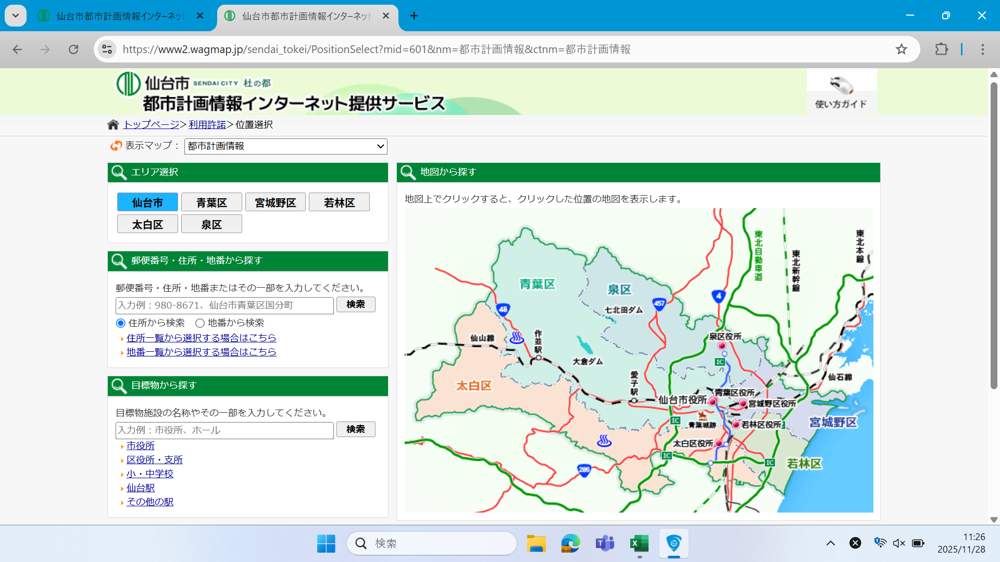 仙台市都市計画情報インターネット
仙台市都市計画情報インターネット
https://www2.wagmap.jp/sendai_tokei/PositionSelect?mid=601&nm=都市計画情報&ctnm=都市計画情報
仙台市 SENDAI CITY 杜の都
都市計画情報インターネット提供サービス
使い方ガイド
トップページ>利用許諾>位置選択
表示マップ： 都市計画情報
エリア選択
仙台市 青葉区 宮城野区 若林区
太白区 泉区
郵便番号・住所・地番から探す
郵便番号・住所・地番またはその一部を入力してください。
入力例：980-8671、仙台市青葉区国分町 検索
住所から検索 地番から検索
住所一覧から選択する場合はこちら
地番一覧から選択する場合はこちら
目標物から探す
目標物施設の名称やその一部を入力してください。
入力例：市役所、ホール 検索
市役所
区役所・支所
小・中学校
仙台駅
その他の駅
地図から探す
地図上でクリックすると、クリックした位置の地図を表示します。
東北自動車道
東北新幹線
東北本線
青葉区
泉区
七北田ダム
457
4
48
仙山線
作並駅
大倉ダム
泉区役所
IC
愛子駅
仙石線
太白区
仙台市役所
青葉区役所
宮城野区役所
IC
青葉城跡
若林区役所
宮城野区
太白区役所
IC
IC
若林区
286
検索
11:26
2025/11/28